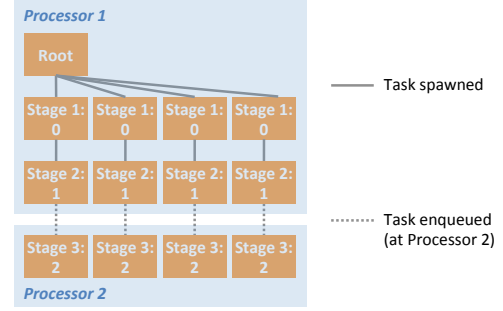 Processor 1
Root
Stage 1: Stage 1: Stage 1: Stage 1:
0 0 0 0
Stage 2: Stage 2: Stage 2: Stage 2:
1 1 1 1
Stage 3: Stage 3: Stage 3: Stage 3:
2 2 2 2
Processor 2
Task spawned
Task enqueued
(at Processor 2)